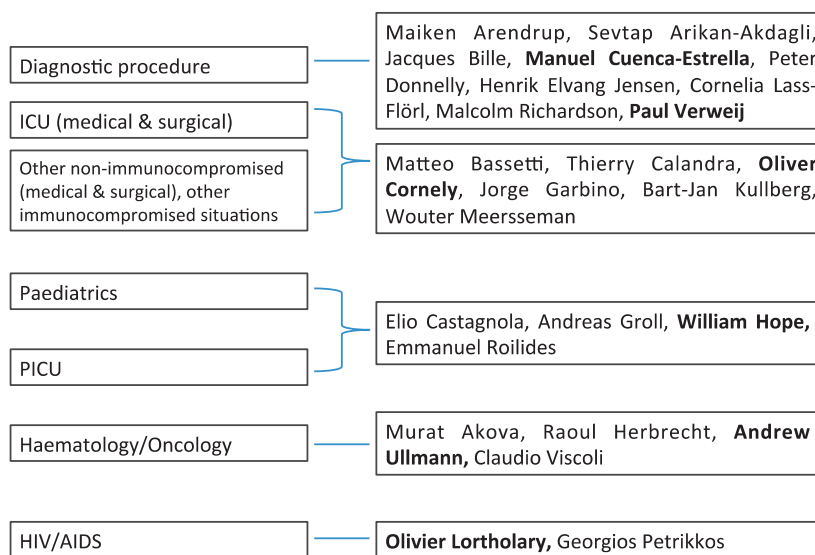 Diagnostic procedure
Maiken Arendrup, Sevtap Arikan-Akdagli,
Jacques Bille, Manuel Cuenca-Estrella, Peter
Donnelly, Henrik Elvang Jensen, Cornelia Lass-
Flörl, Malcolm Richardson, Paul Verweij
ICU (medical & surgical)
Other non-immunocompromised
(medical & surgical), other
immunocompromised situations
Matteo Bassetti, Thierry Calandra, Oliver
Cornely, Jorge Garbino, Bart-Jan Kullberg,
Wouter Meersseman
Paediatrics
PICU
Elio Castagnola, Andreas Groll, William Hope,
Emmanuel Roilides
Haematology/Oncology
Murat Akova, Raoul Herbrecht, Andrew
Ullmann, Claudio Viscoli
HIV/AIDS
Olivier Lortholary, Georgios Petrikkos